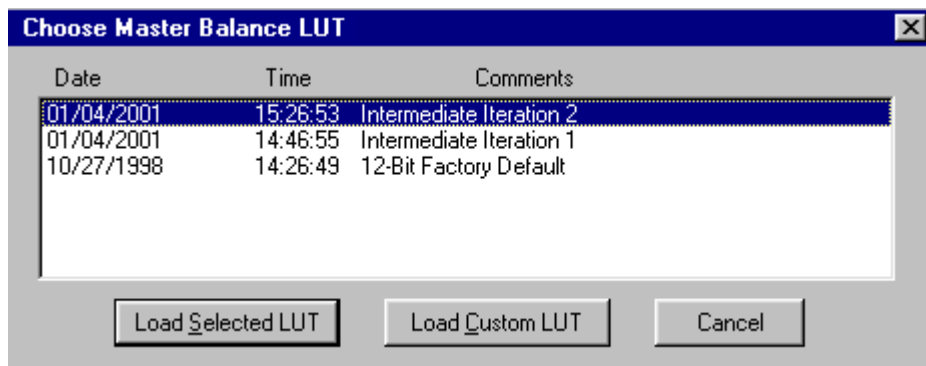 Choose Master Balance LUT
Date Time Comments
01/04/2001 15:26:53 Intermediate Iteration 2
01/04/2001 14:46:55 Intermediate Iteration 1
10/27/1998 14:26:49 12-Bit Factory Default
Load Selected LUT Load Custom LUT Cancel